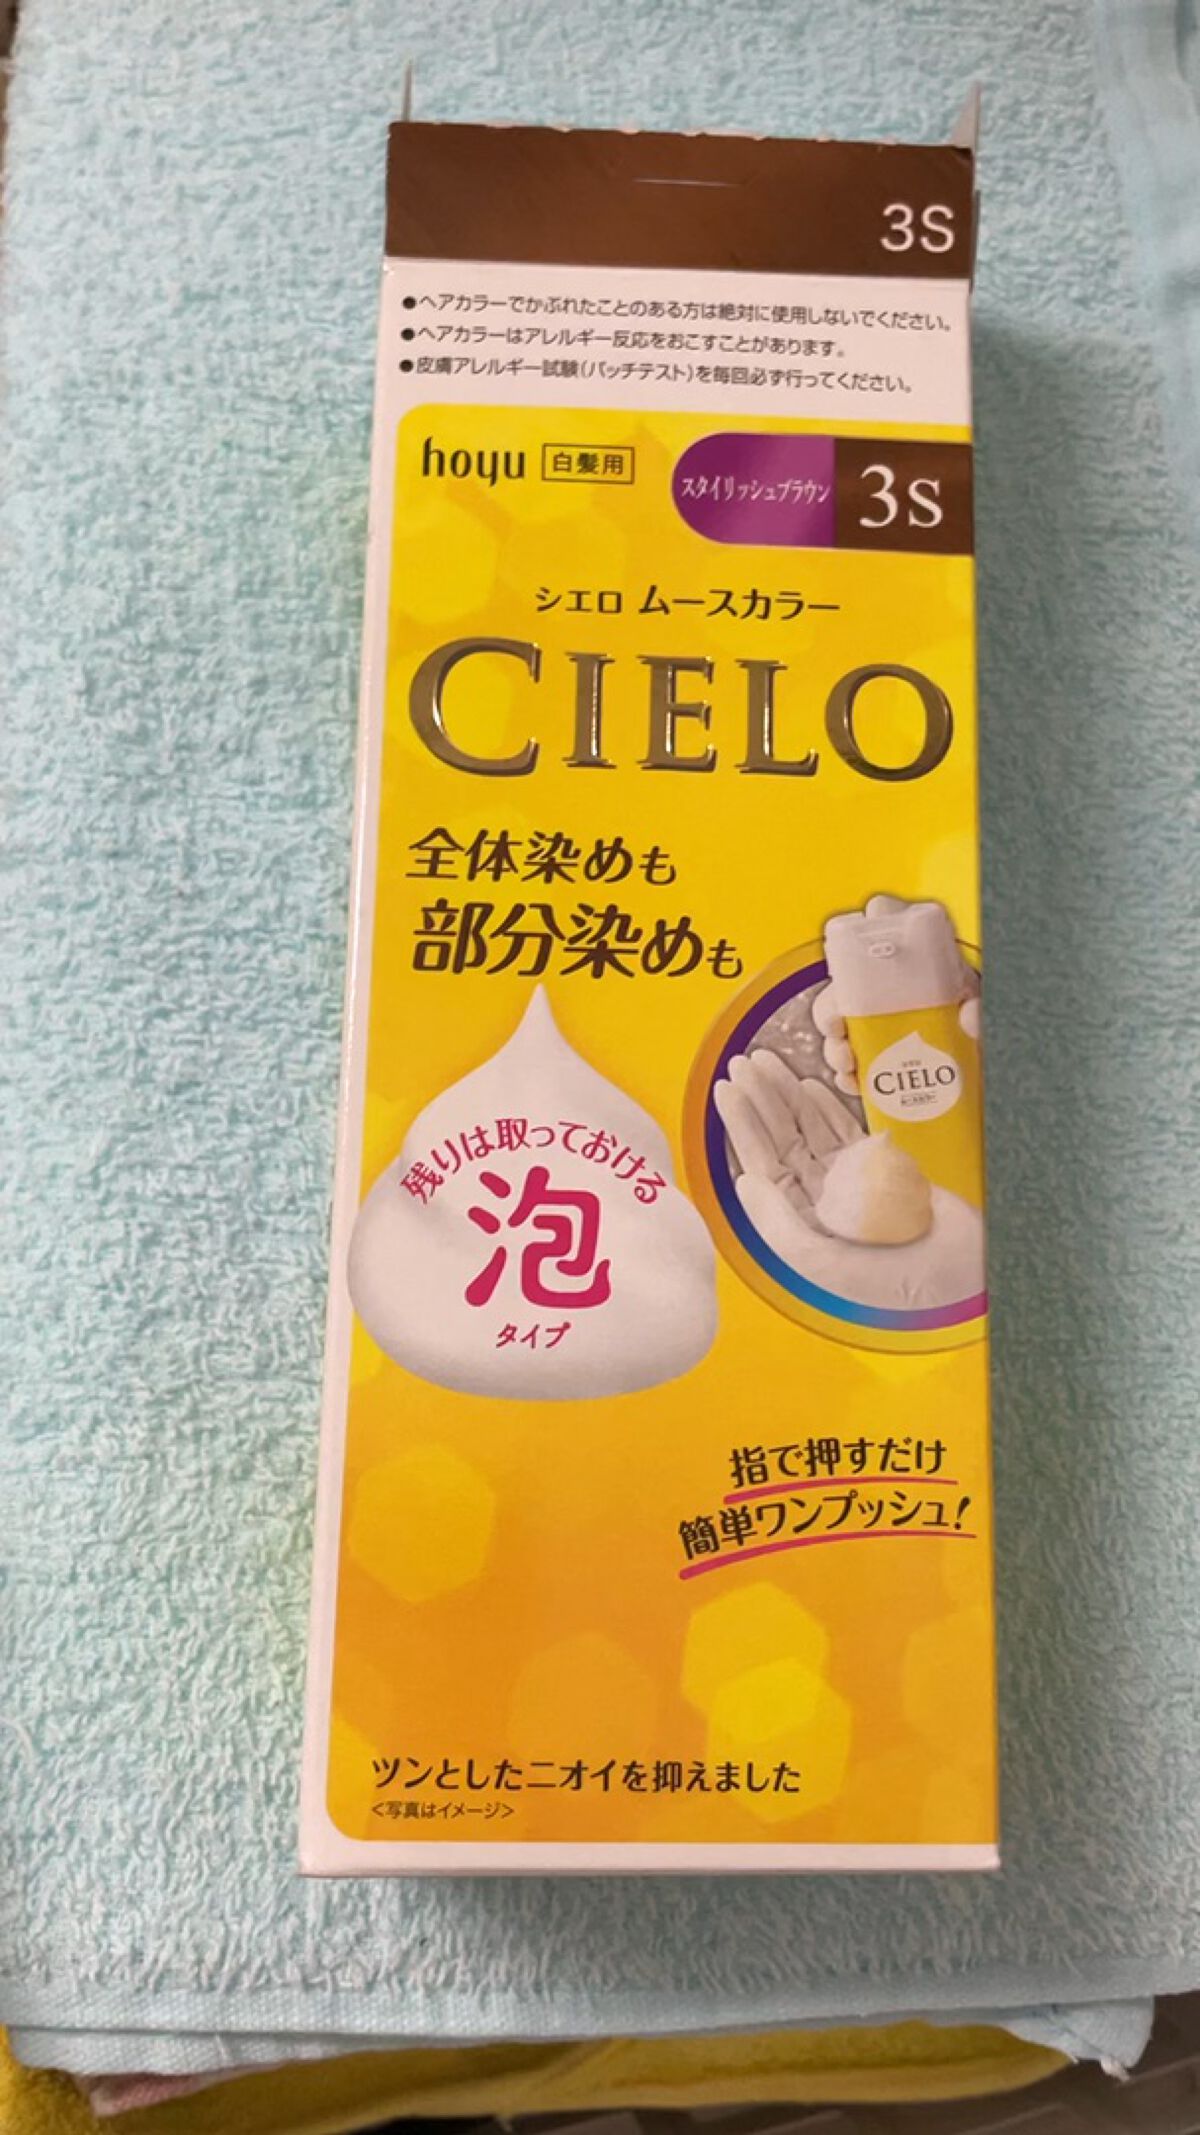 3S
●ヘアカラーでかぶれたことのある方は絶対に使用しないでください。
●ヘアカラーはアレルギー反応をおこすことがあります。
●皮膚アレルギー試験(パッチテスト)を毎回必ず行ってください。
hoyu 白髪用
スタイリッシュブラウン 3S
シエロ ムースカラー
CIELO
全体染めも
部分染めも
CIELO
残りは取っておける
泡
タイプ
指で押すだけ
簡単ワンプッシュ!
ツンとしたニオイを抑えました
<写真はイメージ>